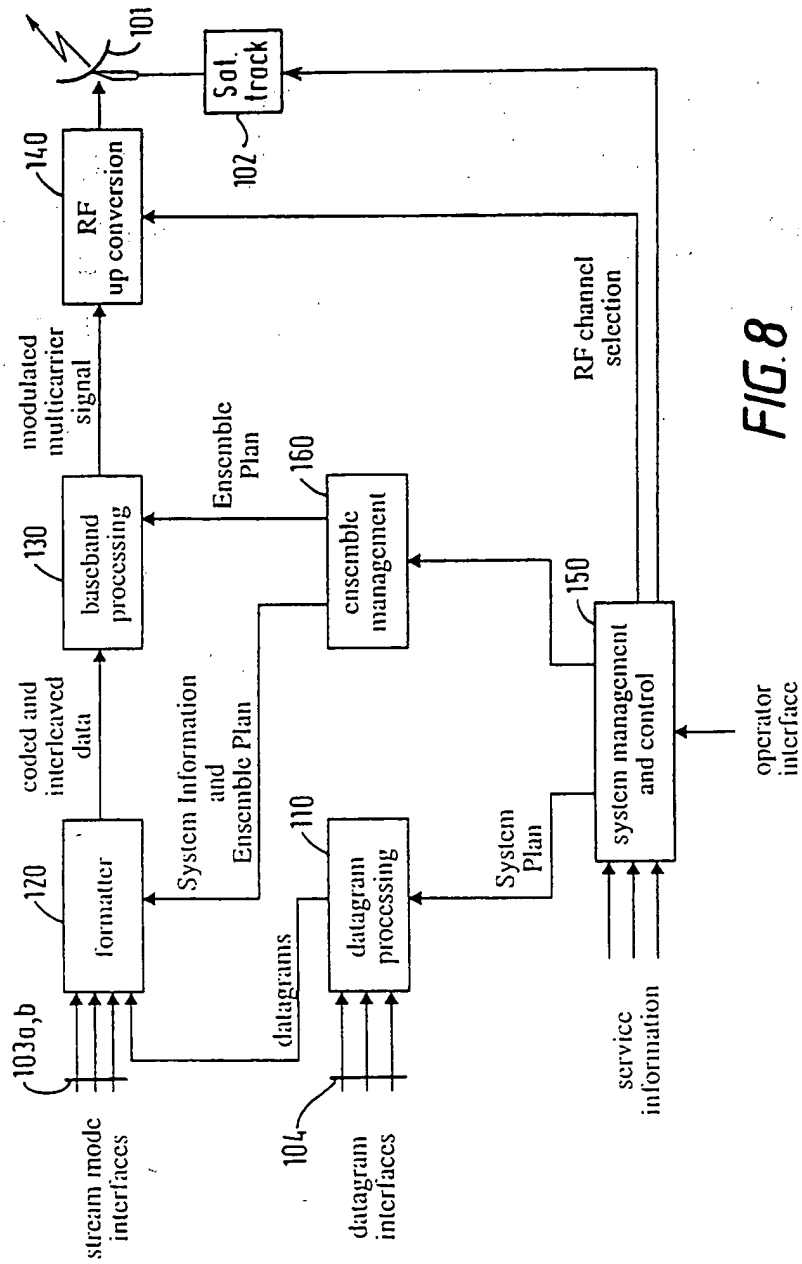 101
Sat.
track
102
140
RF
up conversion
modulated
multicarrier
signal
130
baseband
processing
coded and
interleaved
data
120
formatter
103a,b
stream mode
interfaces
Ensemble
Plan
160
ensemble
management
System Information
and
Ensemble Plan
110
datagram
processing
datagrams
104
datagram
interfaces
RF channel
selection
150
system management
and control
System
Plan
service
information
operator
interface
FIG. 8